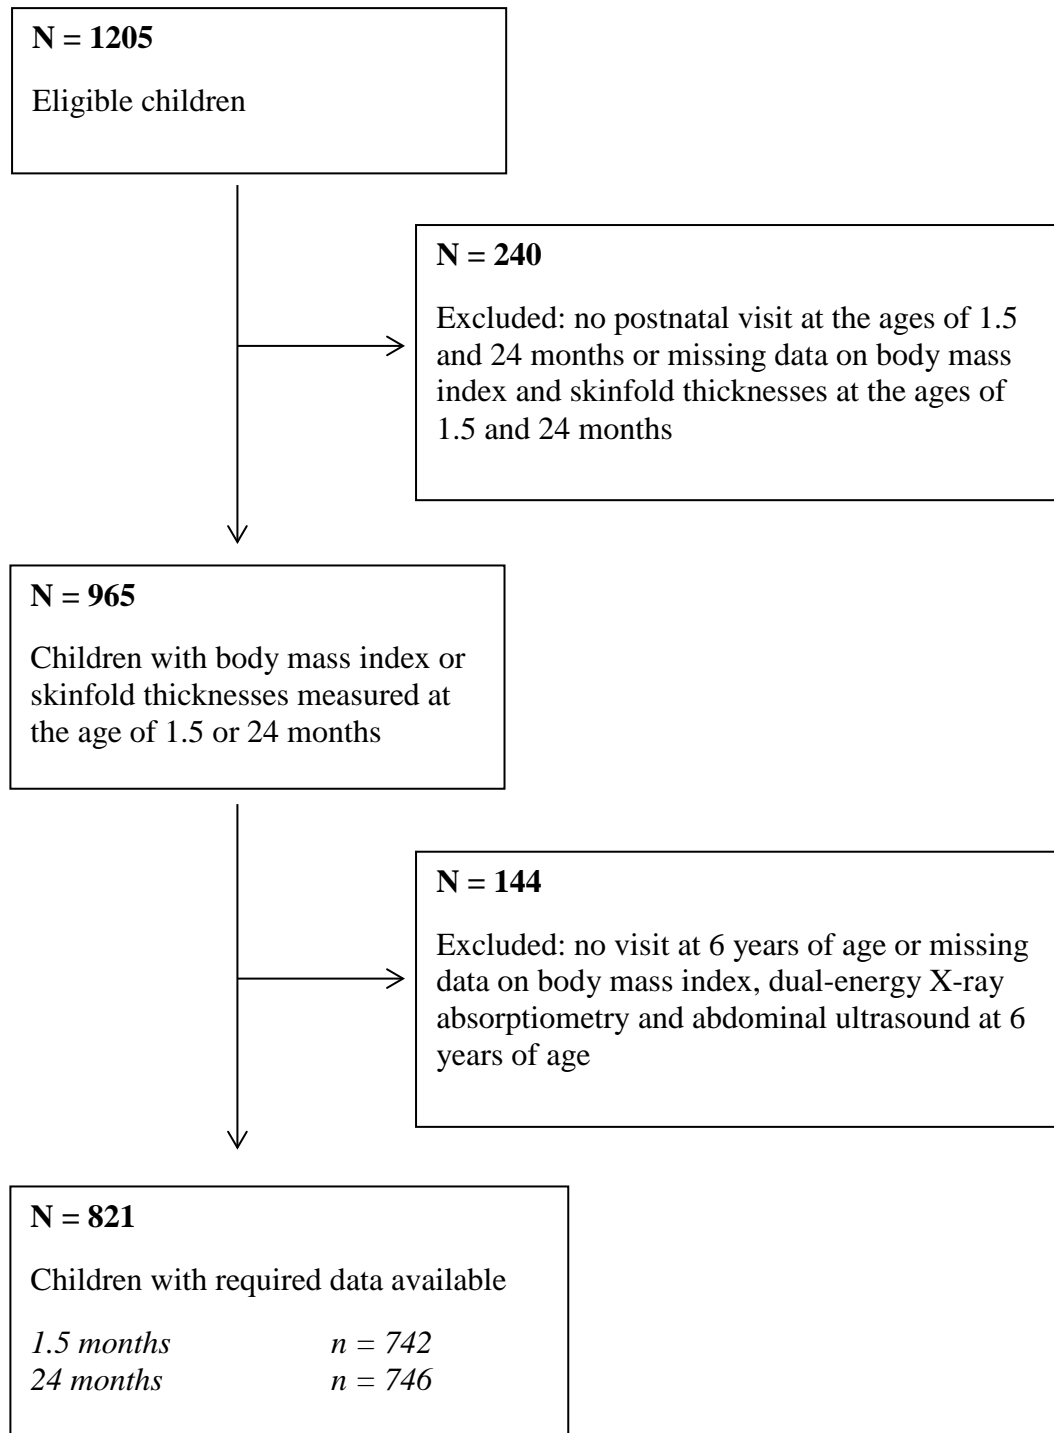 N = 1205
Eligible children
N = 240
Excluded: no postnatal visit at the ages of 1.5
and 24 months or missing data on body mass
index and skinfold thicknesses at the ages of
1.5 and 24 months
N = 965
Children with body mass index or
skinfold thicknesses measured at
the age of 1.5 or 24 months
N = 144
Excluded: no visit at 6 years of age or missing
data on body mass index, dual-energy X-ray
absorptiometry and abdominal ultrasound at 6
years of age
N = 821
Children with required data available
1.5 months n = 742
24 months n = 746